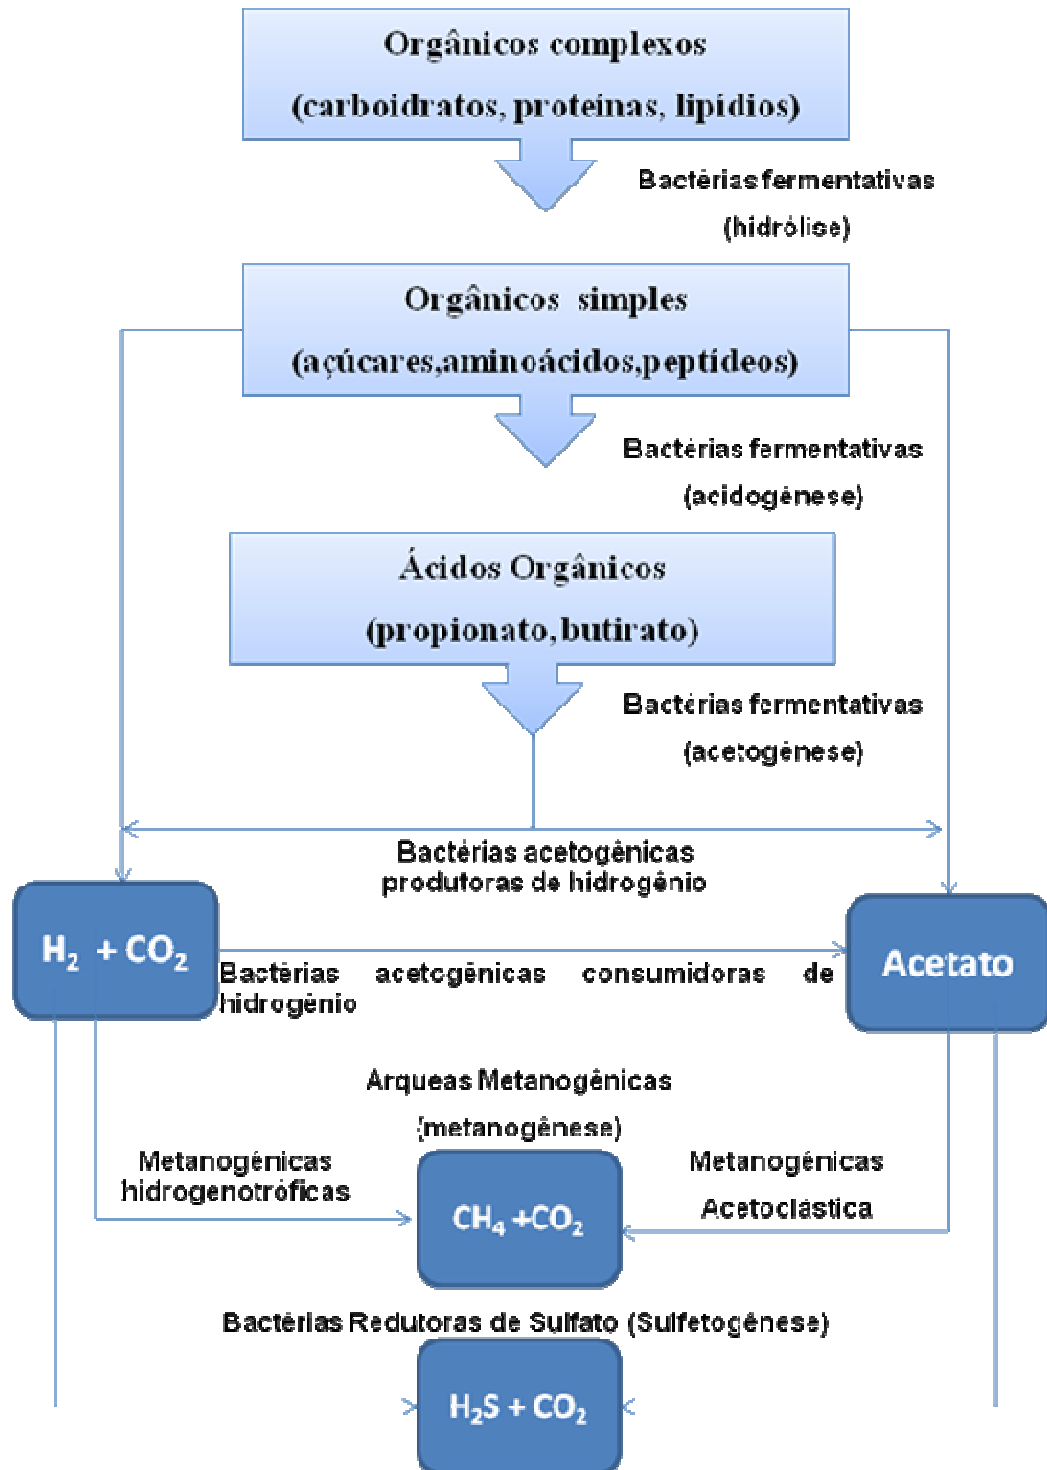 Orgânicos complexos
(carboidratos, proteínas, lipídios)
Bactérias fermentativas
(hidrólise)
Orgânicos simples
(açúcares,aminoácidos,peptídeos)
Bactérias fermentativas
(acidogênese)
Ácidos Orgânicos
(propionato, butirato)
Bactérias fermentativas
(acetogênese)
Bactérias acetogênicas
produtoras de hidrogênio
H₂ + CO₂
Acetato
Bactérias acetogênicas consumidoras de
hidrogênio
Arqueas Metanogênicas
(metanogênese)
Metanogênicas
hidrogenotróficas
Metanogênicas
Acetoclástica
CH₄ +CO₂
Bactérias Redutoras de Sulfato (Sulfetogênese)
H₂S + CO₂